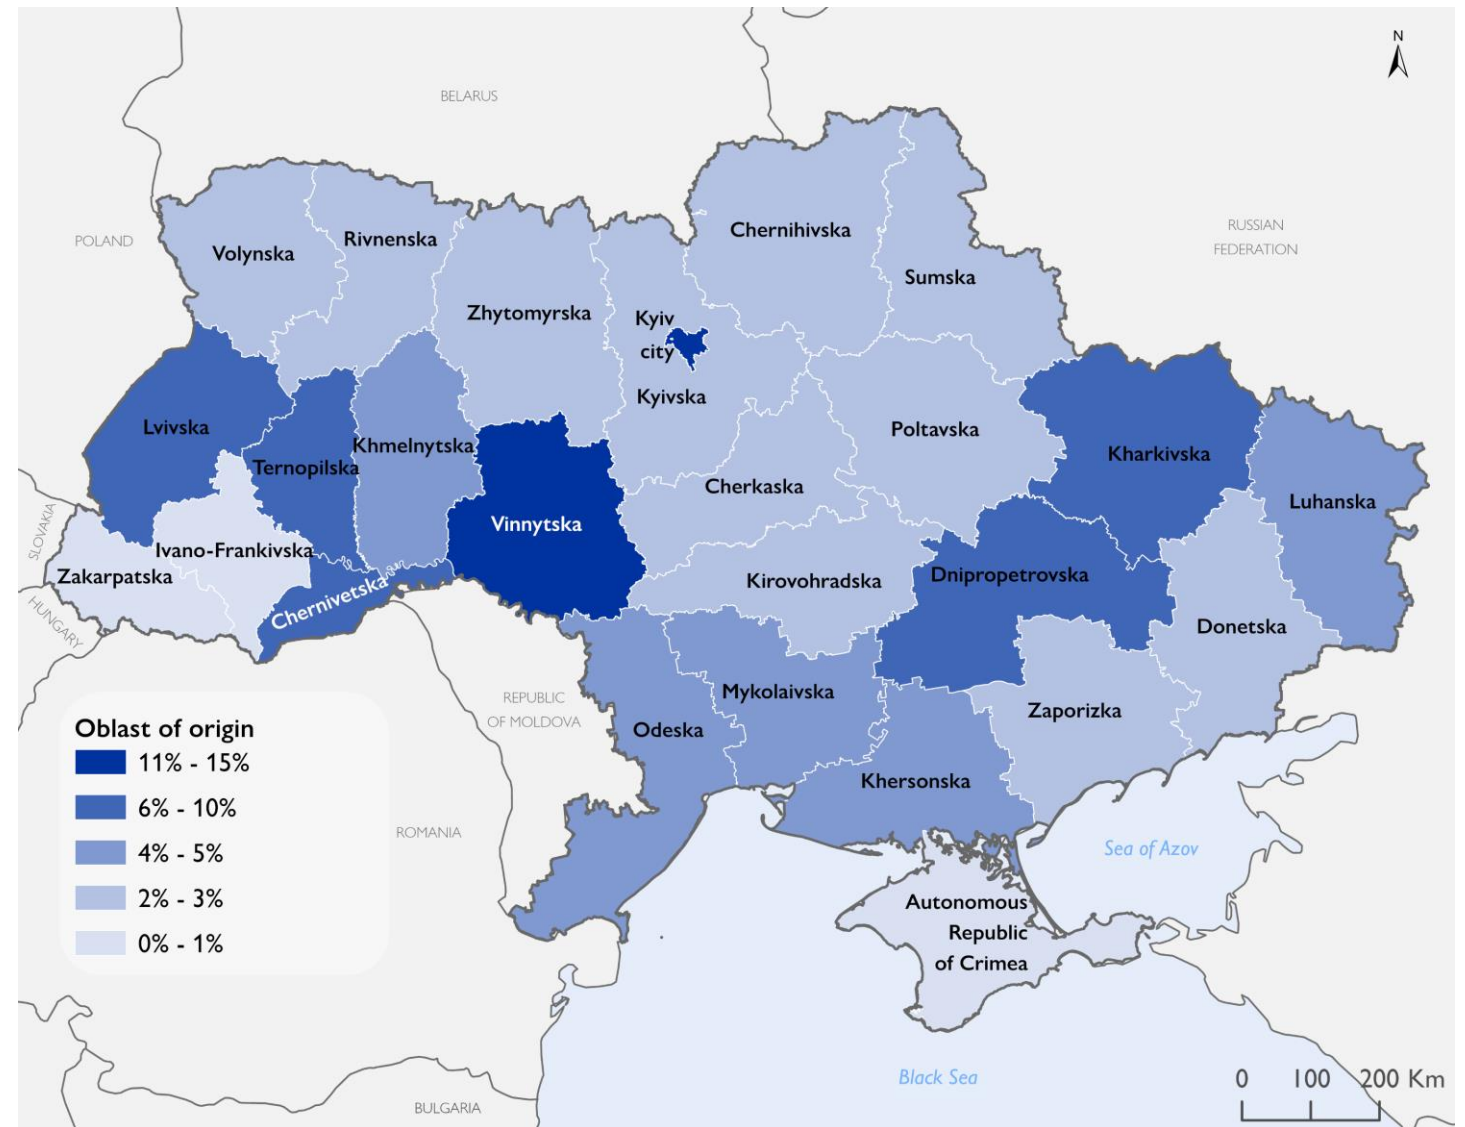 N
BELARUS
POLAND
RUSSIAN
FEDERATION
Volynska
Rivnenska
Zhytomyrska
Kyiv
city
Kyivska
Chernihivska
Sumska
Lvivska
Ternopilska
Khmelnytska
Vinnytska
Cherkaska
Poltavska
Kharkivska
Luhanska
SLOVAKIA
Zakarpatska
Ivano-Frankivska
Chernivetska
Kirovohradska
Dnipropetrovska
Donetska
HUNGARY
REPUBLIC
OF MOLDOVA
Odeska
Mykolaivska
Khersonska
Zaporizka
ROMANIA
Sea of Azov
Autonomous
Republic
of Crimea
Black Sea
BULGARIA
Oblast of origin
11% - 15%
6% - 10%
4% - 5%
2% - 3%
0% - 1%
0 100 200 Km